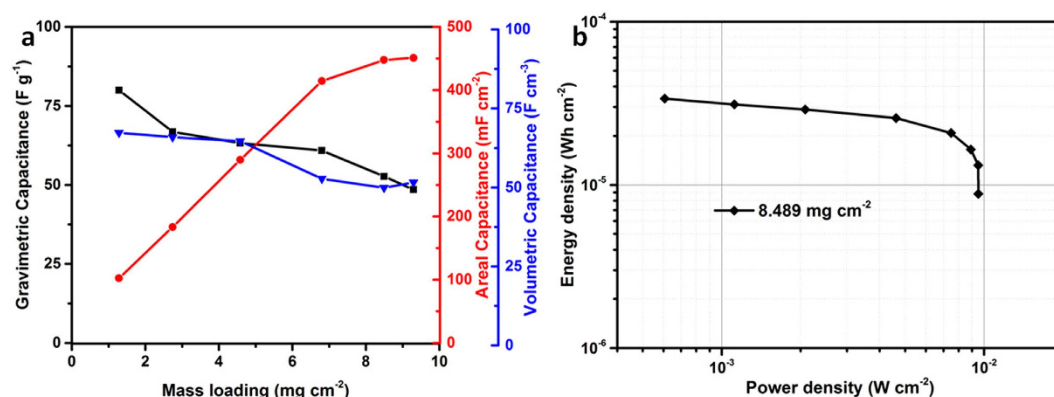 a
100
75
50
25
0
Gravimetric Capacitance (F g⁻¹)
0 2 4 6 8 10
Mass loading (mg cm⁻²)
500
400
300
200
100
0
Areal Capacitance (mF cm⁻²)
100
75
50
25
0
Volumetric Capacitance (F cm⁻³)
b
10⁻⁴
10⁻⁵
10⁻⁶
Energy density (Wh cm⁻²)
8.489 mg cm⁻²
10⁻³ 10⁻²
Power density (W cm⁻²)